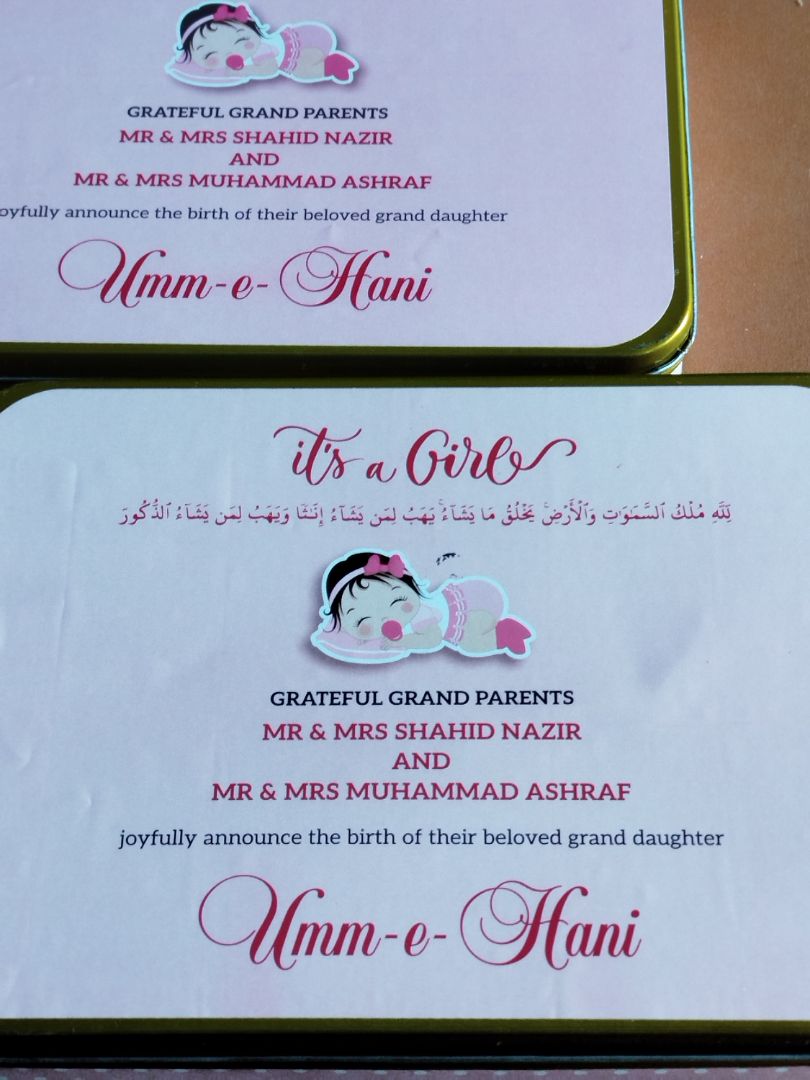 GRATEFUL GRAND PARENTS
MR & MRS SHAHID NAZIR
AND
MR & MRS MUHAMMAD ASHRAF
oyfully announce the birth of their beloved grand daughter
Umm-e-Hani
it's a Girl
لِّلَّهِ مُلْكُ ٱلسَّمَٰوَٰتِ وَٱلْأَرْضِۚ يَخْلُقُ مَا يَشَآءُۚ يَهَبُ لِمَن يَشَآءُ إِنَٰثًا وَيَهَبُ لِمَن يَشَآءُ ٱلذُّكُورَ
GRATEFUL GRAND PARENTS
MR & MRS SHAHID NAZIR
AND
MR & MRS MUHAMMAD ASHRAF
joyfully announce the birth of their beloved grand daughter
Umm-e-Hani